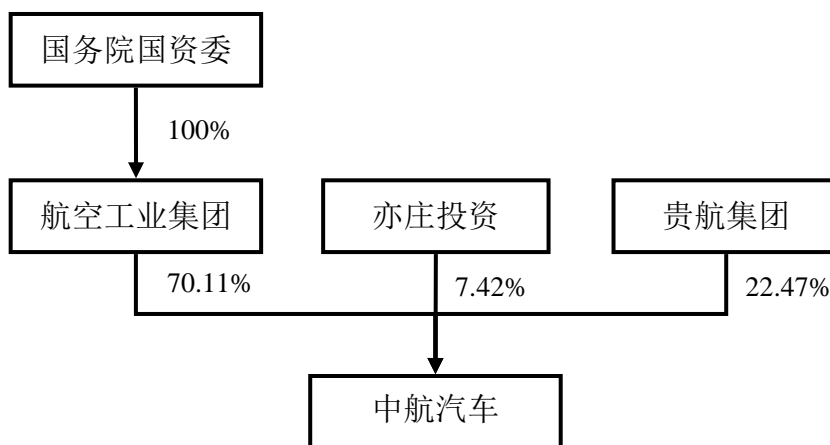 国务院国资委
100%
航空工业集团
亦庄投资
贵航集团
70.11%
7.42%
22.47%
中航汽车